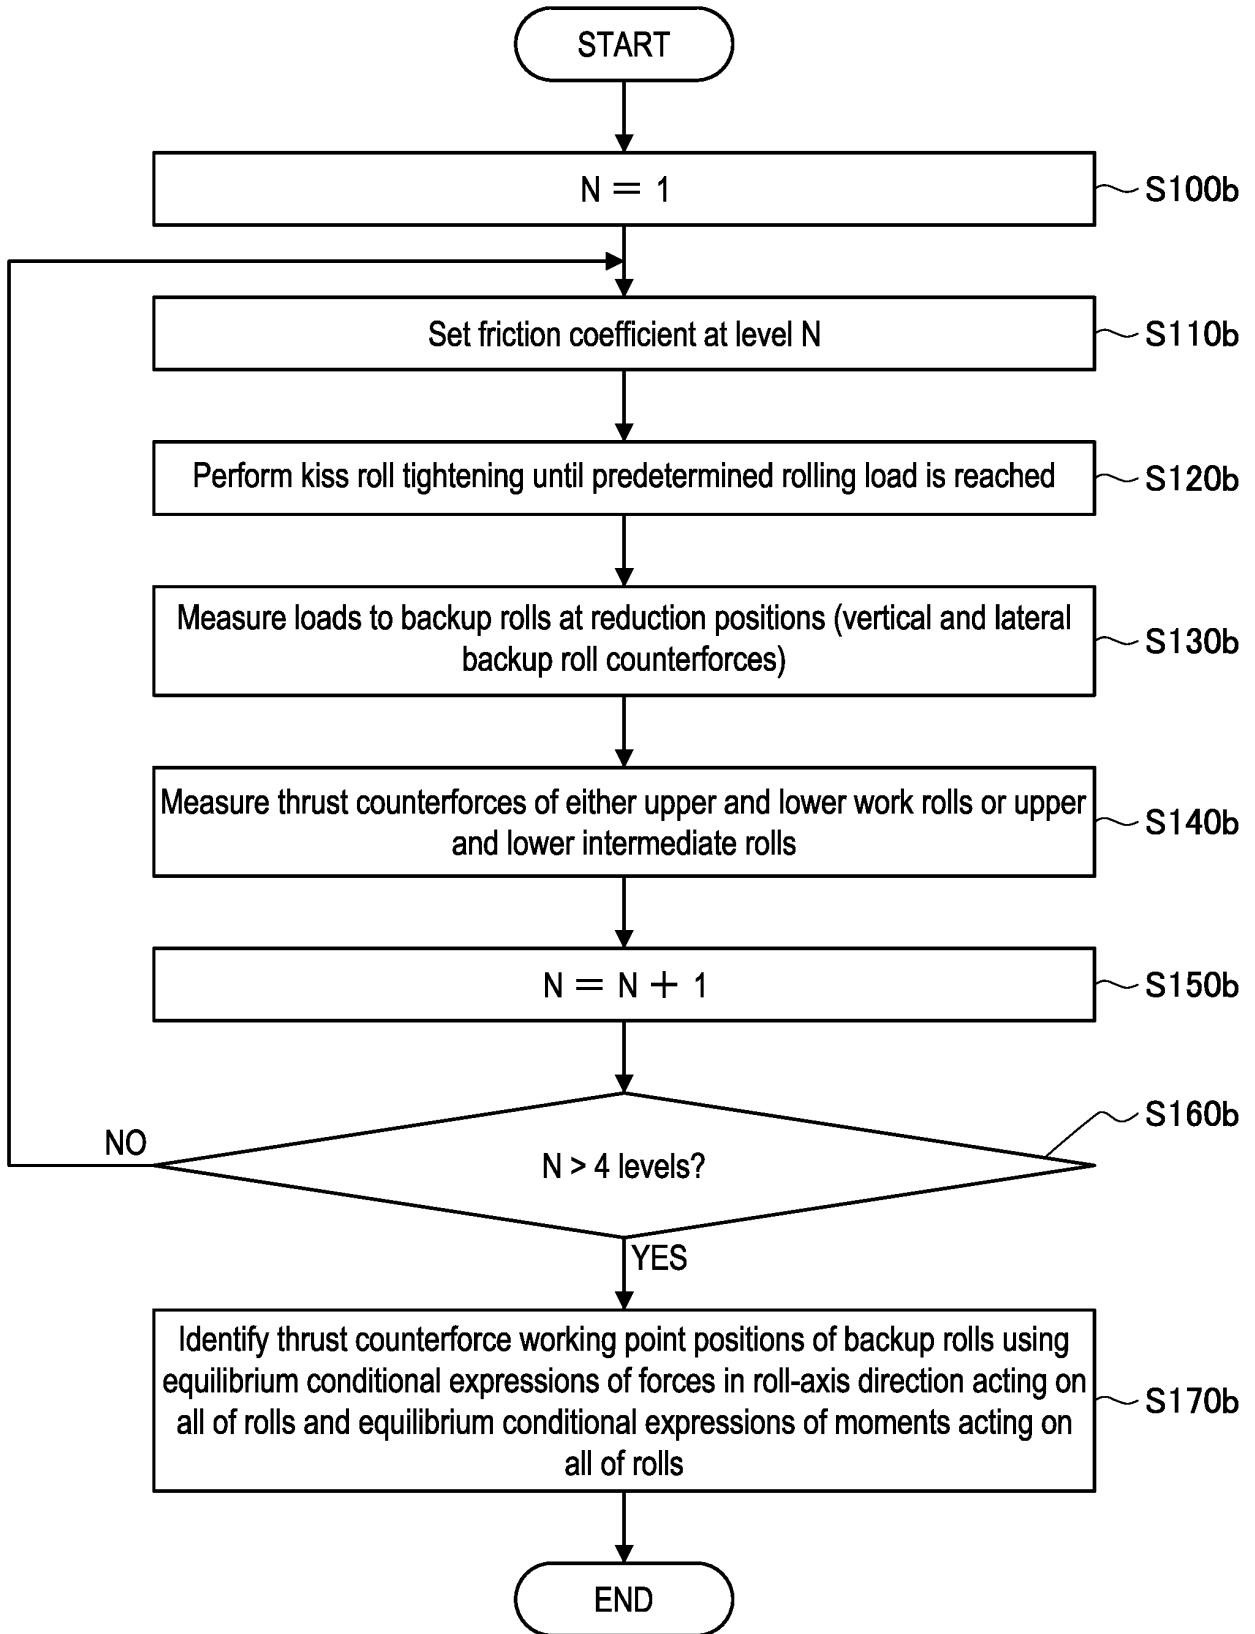 START
N = 1
S100b
Set friction coefficient at level N
S110b
Perform kiss roll tightening until predetermined rolling load is reached
S120b
Measure loads to backup rolls at reduction positions (vertical and lateral
backup roll counterforces)
S130b
Measure thrust counterforces of either upper and lower work rolls or upper
and lower intermediate rolls
S140b
N = N + 1
S150b
S160b
NO
N > 4 levels?
YES
Identify thrust counterforce working point positions of backup rolls using
equilibrium conditional expressions of forces in roll-axis direction acting on
all of rolls and equilibrium conditional expressions of moments acting on
all of rolls
S170b
END